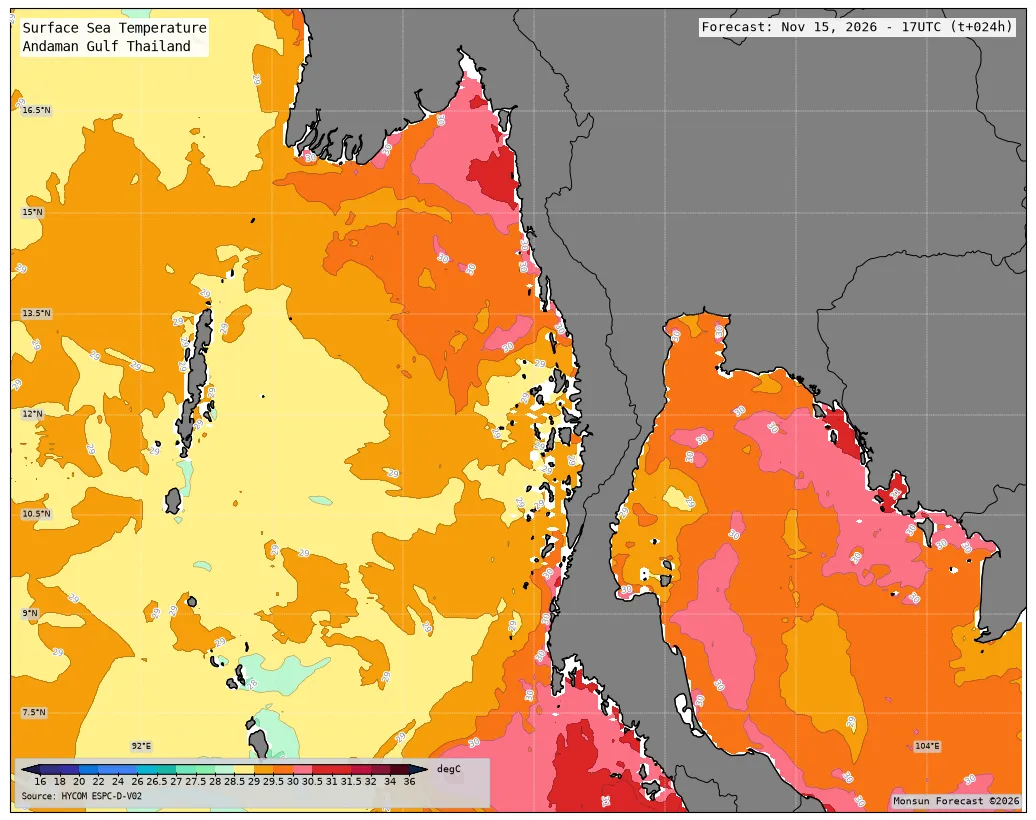 Surface Sea Temperature
Andaman Gulf Thailand
Forecast: Nov 15, 2026 - 17UTC (t+024h)
16.5°N
15°N
13.5°N
12°N
10.5°N
9°N
7.5°N
92°E
104°E
degC
16 18 20 22 24 26 26.5 27 27.5 28 28.5 29 29.5 30 30.5 31 31.5 32 34 36
Source: HYCOM ESPC-D-V02
Monsun Forecast ©2026